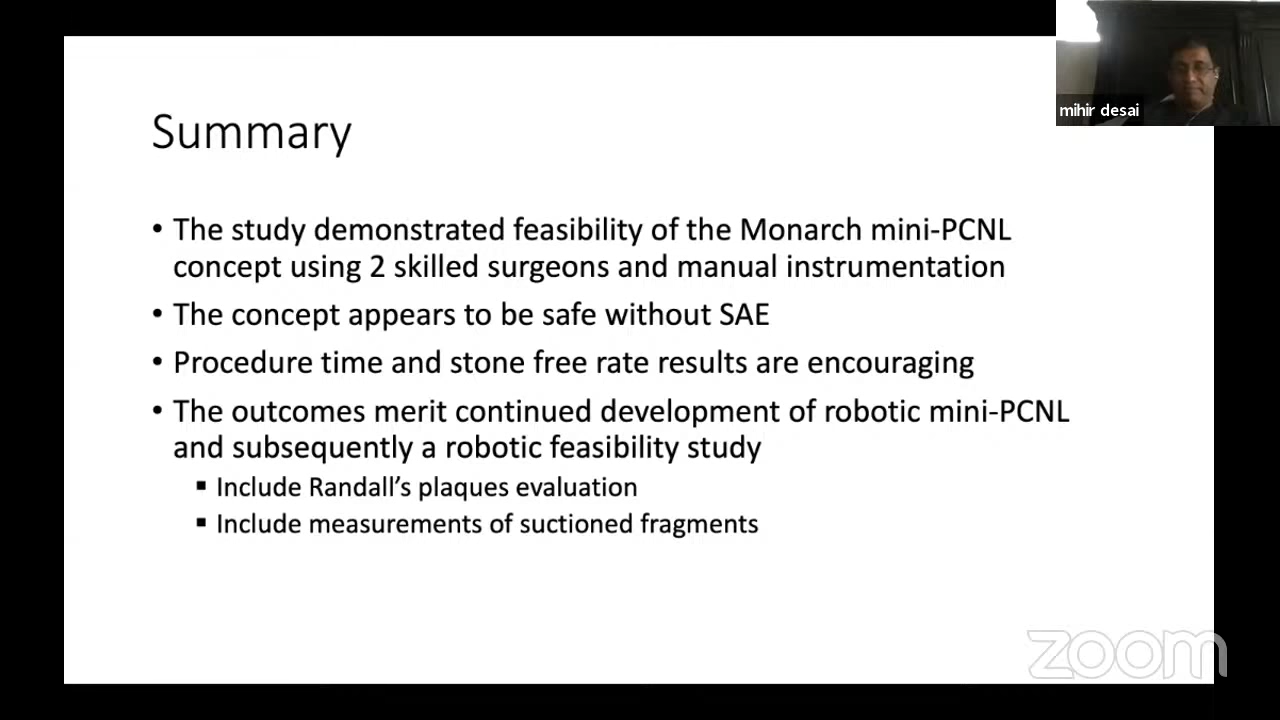 mihir desai
Summary
• The study demonstrated feasibility of the Monarch mini-PCNL
concept using 2 skilled surgeons and manual instrumentation
• The concept appears to be safe without SAE
• Procedure time and stone free rate results are encouraging
• The outcomes merit continued development of robotic mini-PCNL
and subsequently a robotic feasibility study
▪ Include Randall’s plaques evaluation
▪ Include measurements of suctioned fragments
zoom